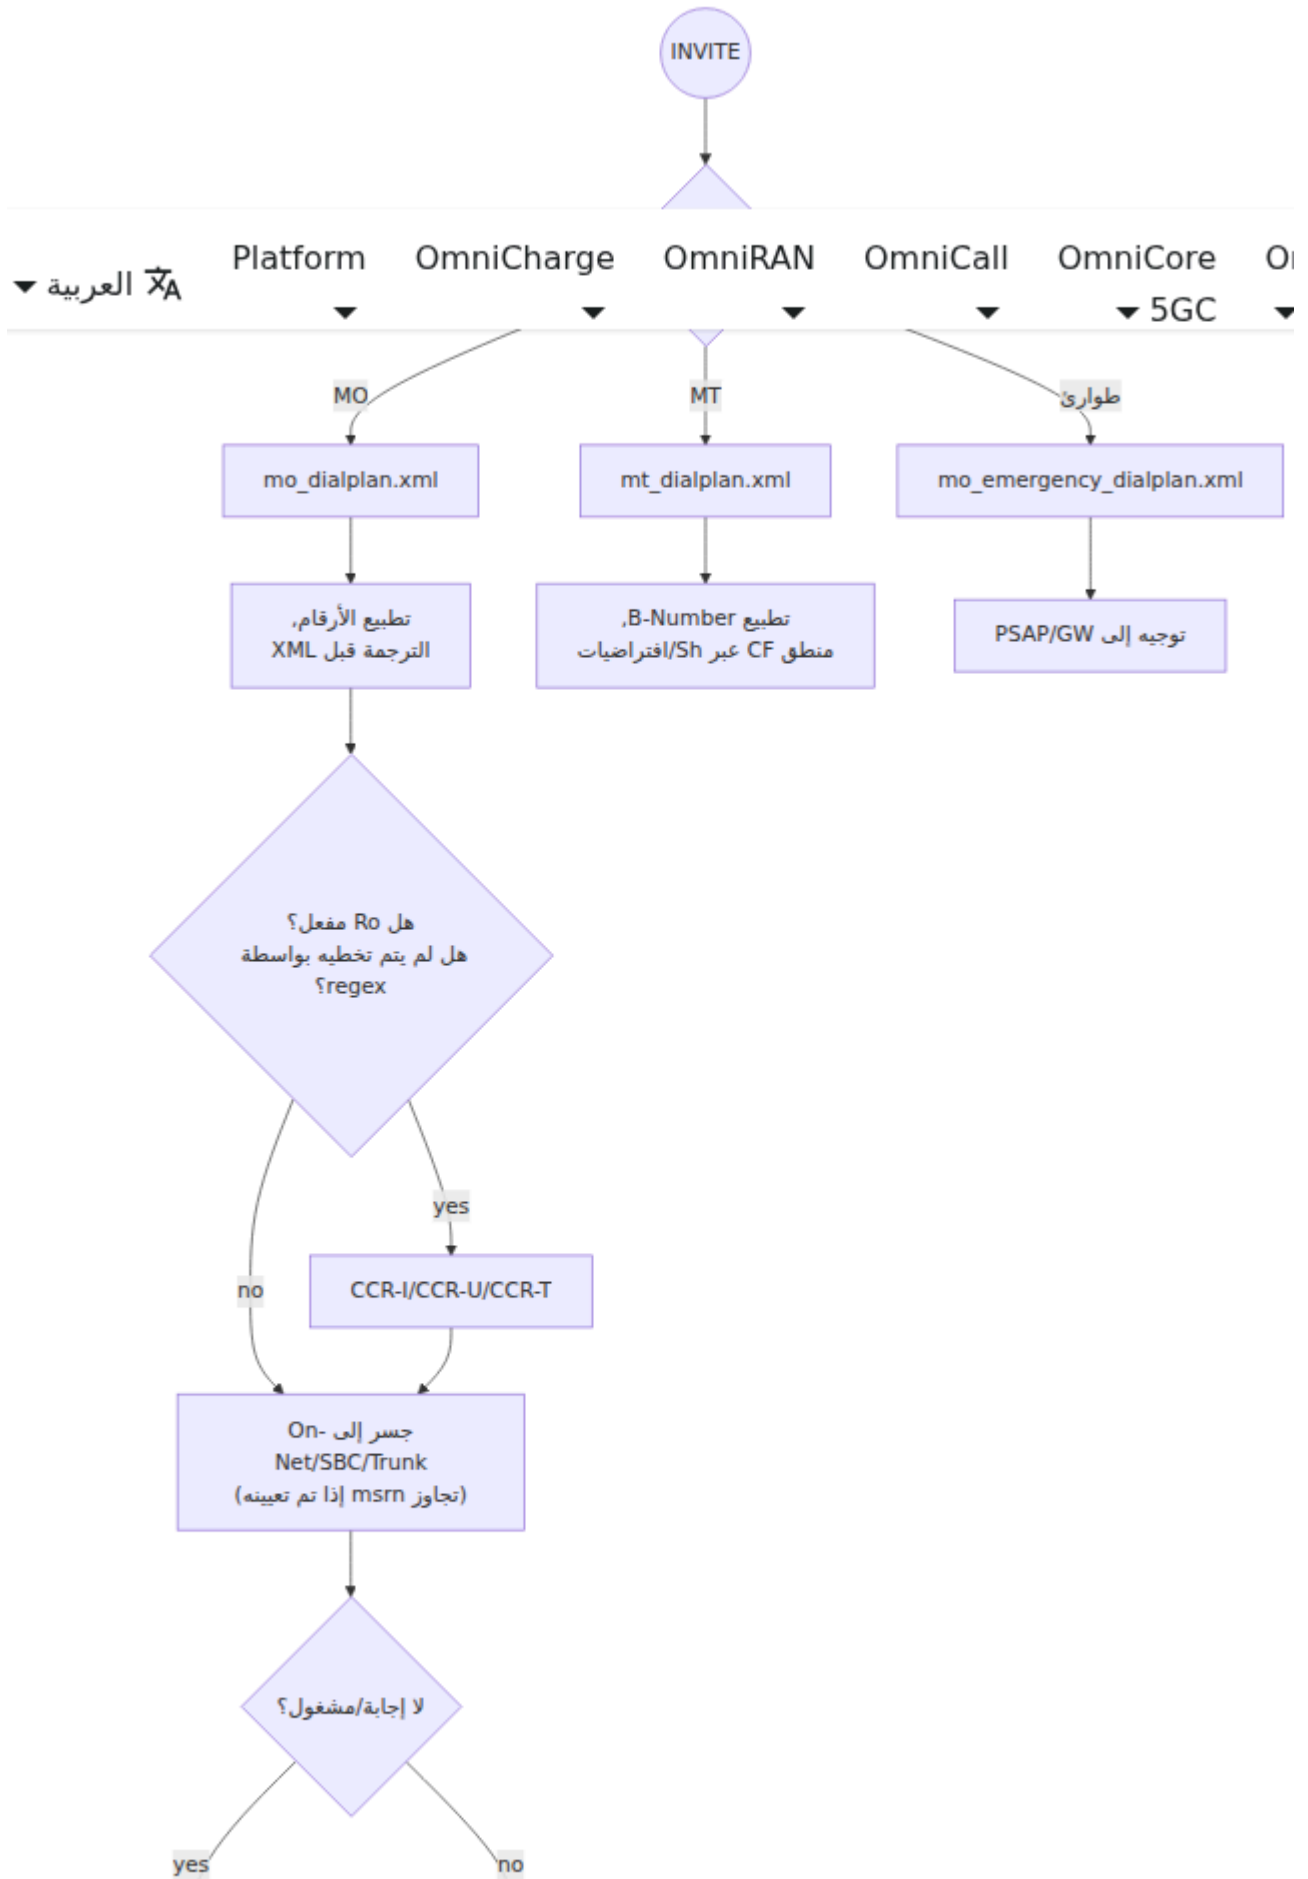 INVITE
Platform
OmniCharge
OmniRAN
OmniCall
OmniCore
5GC
العربية
MO
MT
طوارئ
mo_dialplan.xml
mt_dialplan.xml
mo_emergency_dialplan.xml
تطبيع الأرقام,
الترجمة قبل XML
تطبيع B-Number,
منطق CF عبر Sh/افتراضيات
توجيه إلى PSAP/GW
هل Ro مفعل؟
هل لم يتم تخطيه بواسطة
regex؟
yes
no
CCR-I/CCR-U/CCR-T
جسر إلى On-
Net/SBC/Trunk
(تجاوز msrn إذا تم تعيينه)
لا إجابة/مشغول؟
yes
no